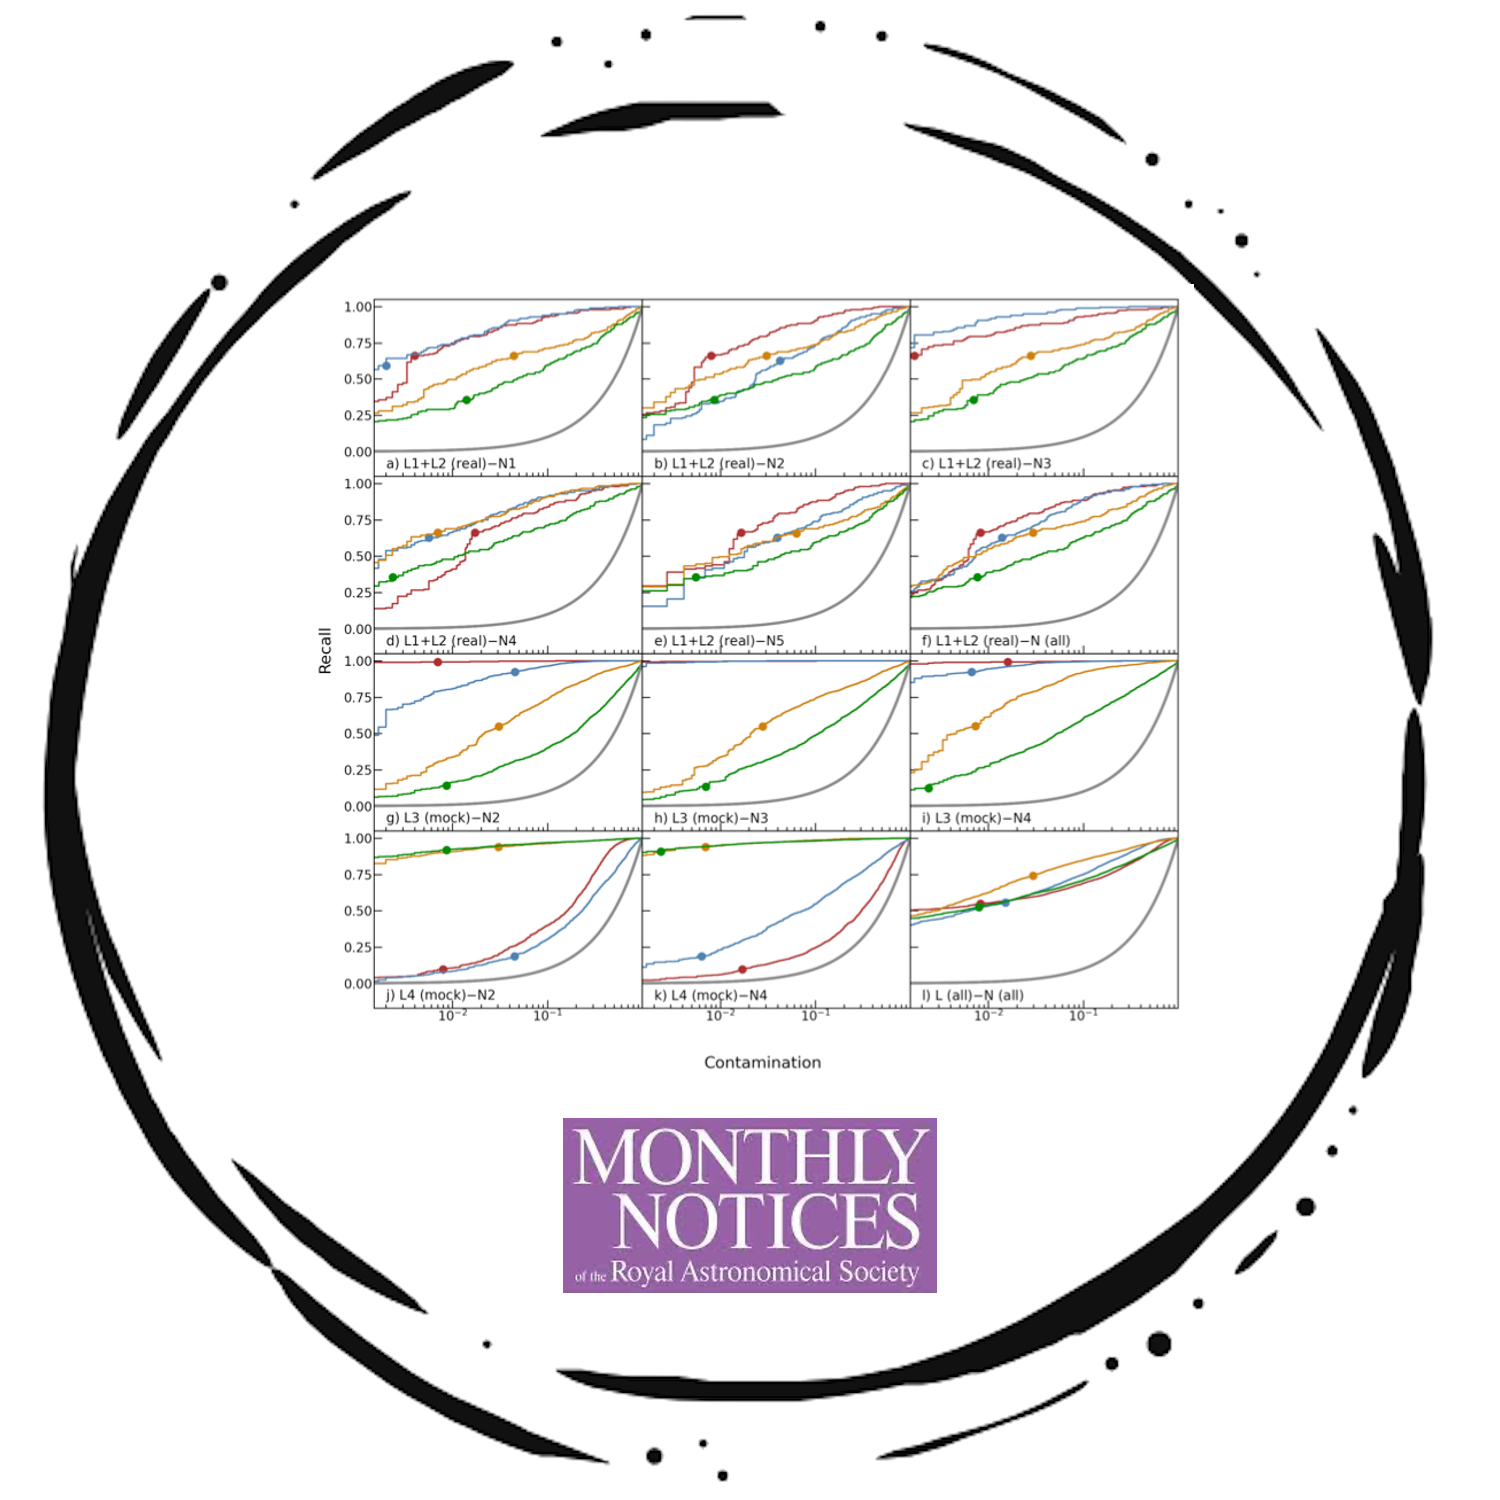 1.00
0.75
0.50
0.25
0.00
a) L1+L2 (real)−N1
b) L1+L2 (real)−N2
c) L1+L2 (real)−N3
1.00
0.75
0.50
0.25
0.00
d) L1+L2 (real)−N4
e) L1+L2 (real)−N5
f) L1+L2 (real)−N (all)
Recall
1.00
0.75
0.50
0.25
0.00
g) L3 (mock)−N2
h) L3 (mock)−N3
i) L3 (mock)−N4
1.00
0.75
0.50
0.25
0.00
j) L4 (mock)−N2
k) L4 (mock)−N4
l) L (all)−N (all)
10⁻² 10⁻¹ 10⁻² 10⁻¹ 10⁻² 10⁻¹
Contamination
MONTHLY
NOTICES
of the Royal Astronomical Society